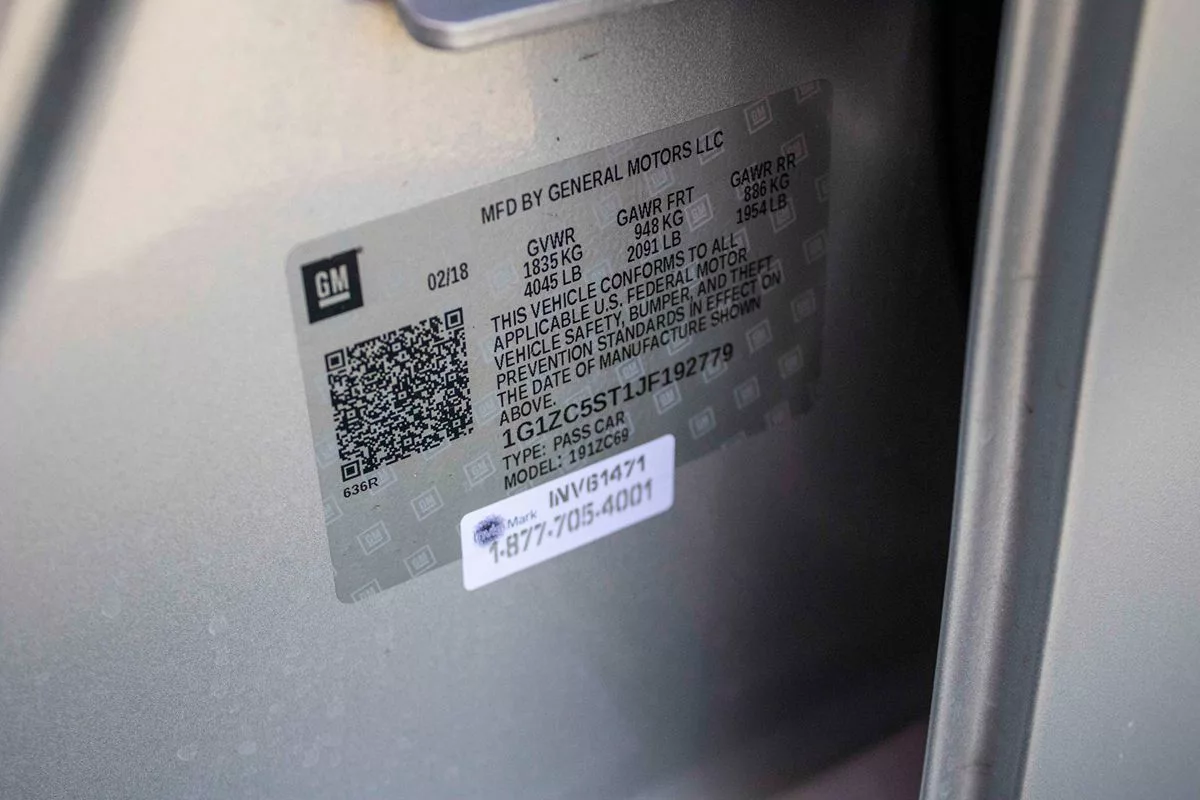 MFD BY GENERAL MOTORS LLC
GM
02/18
GVWR GAWR FRT GAWR RR
1835 KG 948 KG 886 KG
4045 LB 2091 LB 1954 LB
THIS VEHICLE CONFORMS TO ALL
APPLICABLE U.S. FEDERAL MOTOR
VEHICLE SAFETY, BUMPER, AND THEFT
PREVENTION STANDARDS IN EFFECT ON
THE DATE OF MANUFACTURE SHOWN
ABOVE.
1G1ZC5ST1JF192779
TYPE: PASS CAR
MODEL: 191ZC69
636R
Mark INV61471
1-877-705-4001